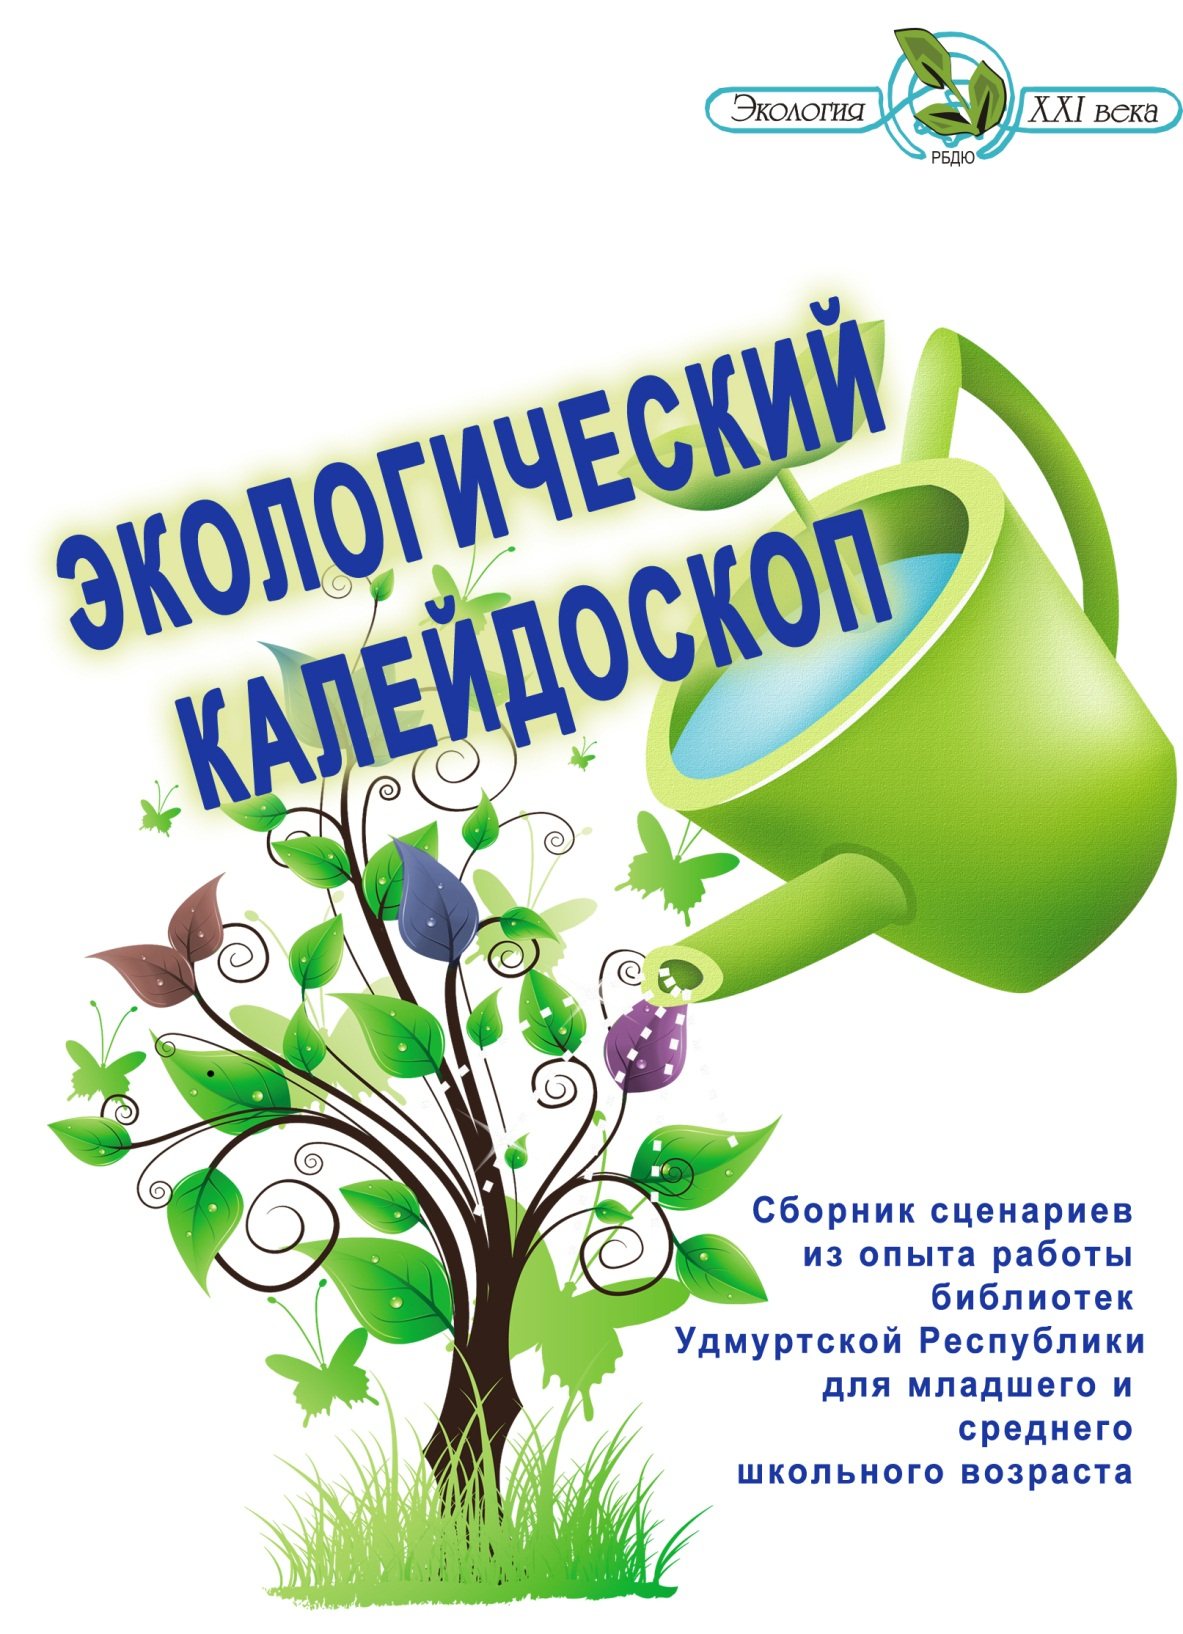 Экология XXI века
РБДЮ
ЭКОЛОГИЧЕСКИЙ
КАЛЕЙДОСКОП
Сборник сценариев
из опыта работы
библиотек
Удмуртской Республики
для младшего и
среднего
школьного возраста